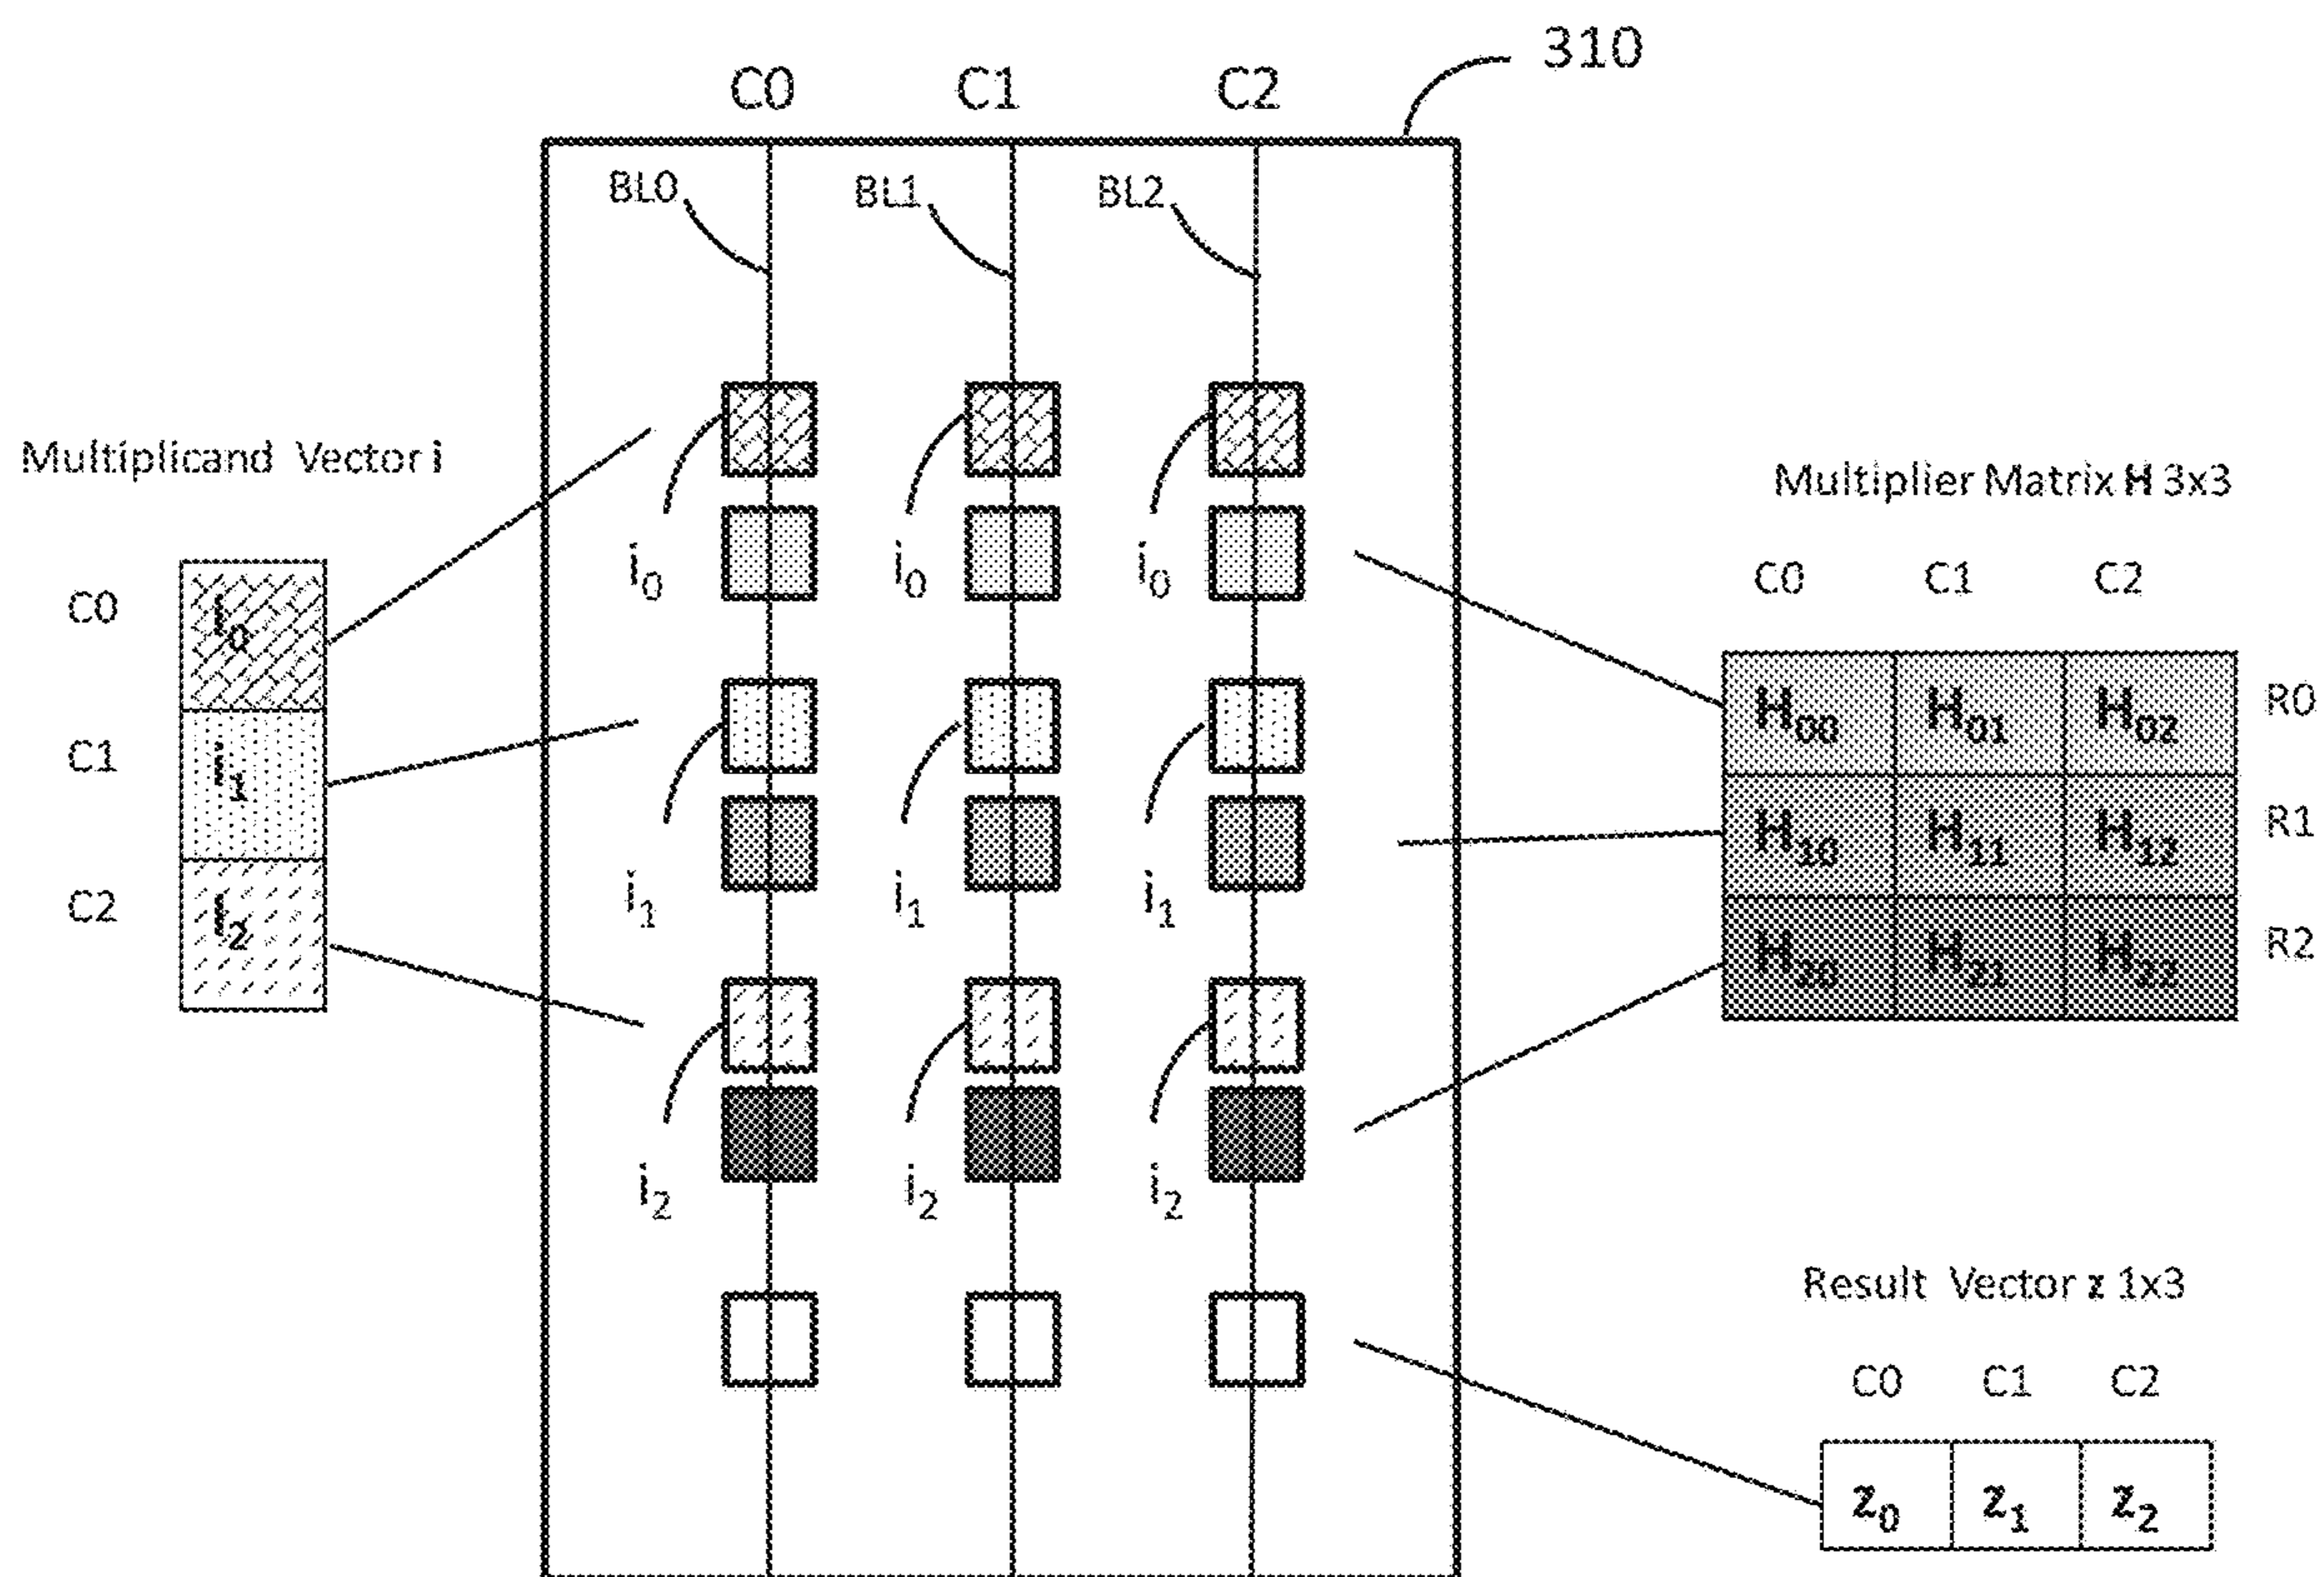 310
C0 C1 C2
BL0 BL1 BL2
Multiplicand Vector i
Multiplier Matrix H 3x3
i₀ i₀ i₀
C0 C1 C2
C0 i₀
H₀₀ H₀₁ H₀₂ R0
C1 i₁
H₁₀ H₁₁ H₁₂ R1
i₁ i₁ i₁
C2 i₂
H₂₀ H₂₁ H₂₂ R2
i₂ i₂ i₂
Result Vector z 1x3
C0 C1 C2
z₀ z₁ z₂